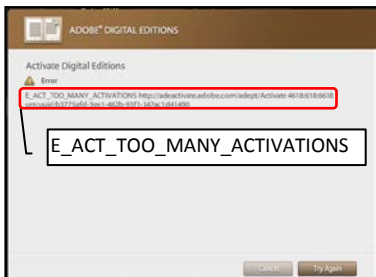 ADOBE® DIGITAL EDITIONS
Activate Digital Editions
Error
E_ACT_TOO_MANY_ACTIVATIONS http://adeactivate.adobe.com/adept/Activate
E_ACT_TOO_MANY_ACTIVATIONS
Cancel Try Again